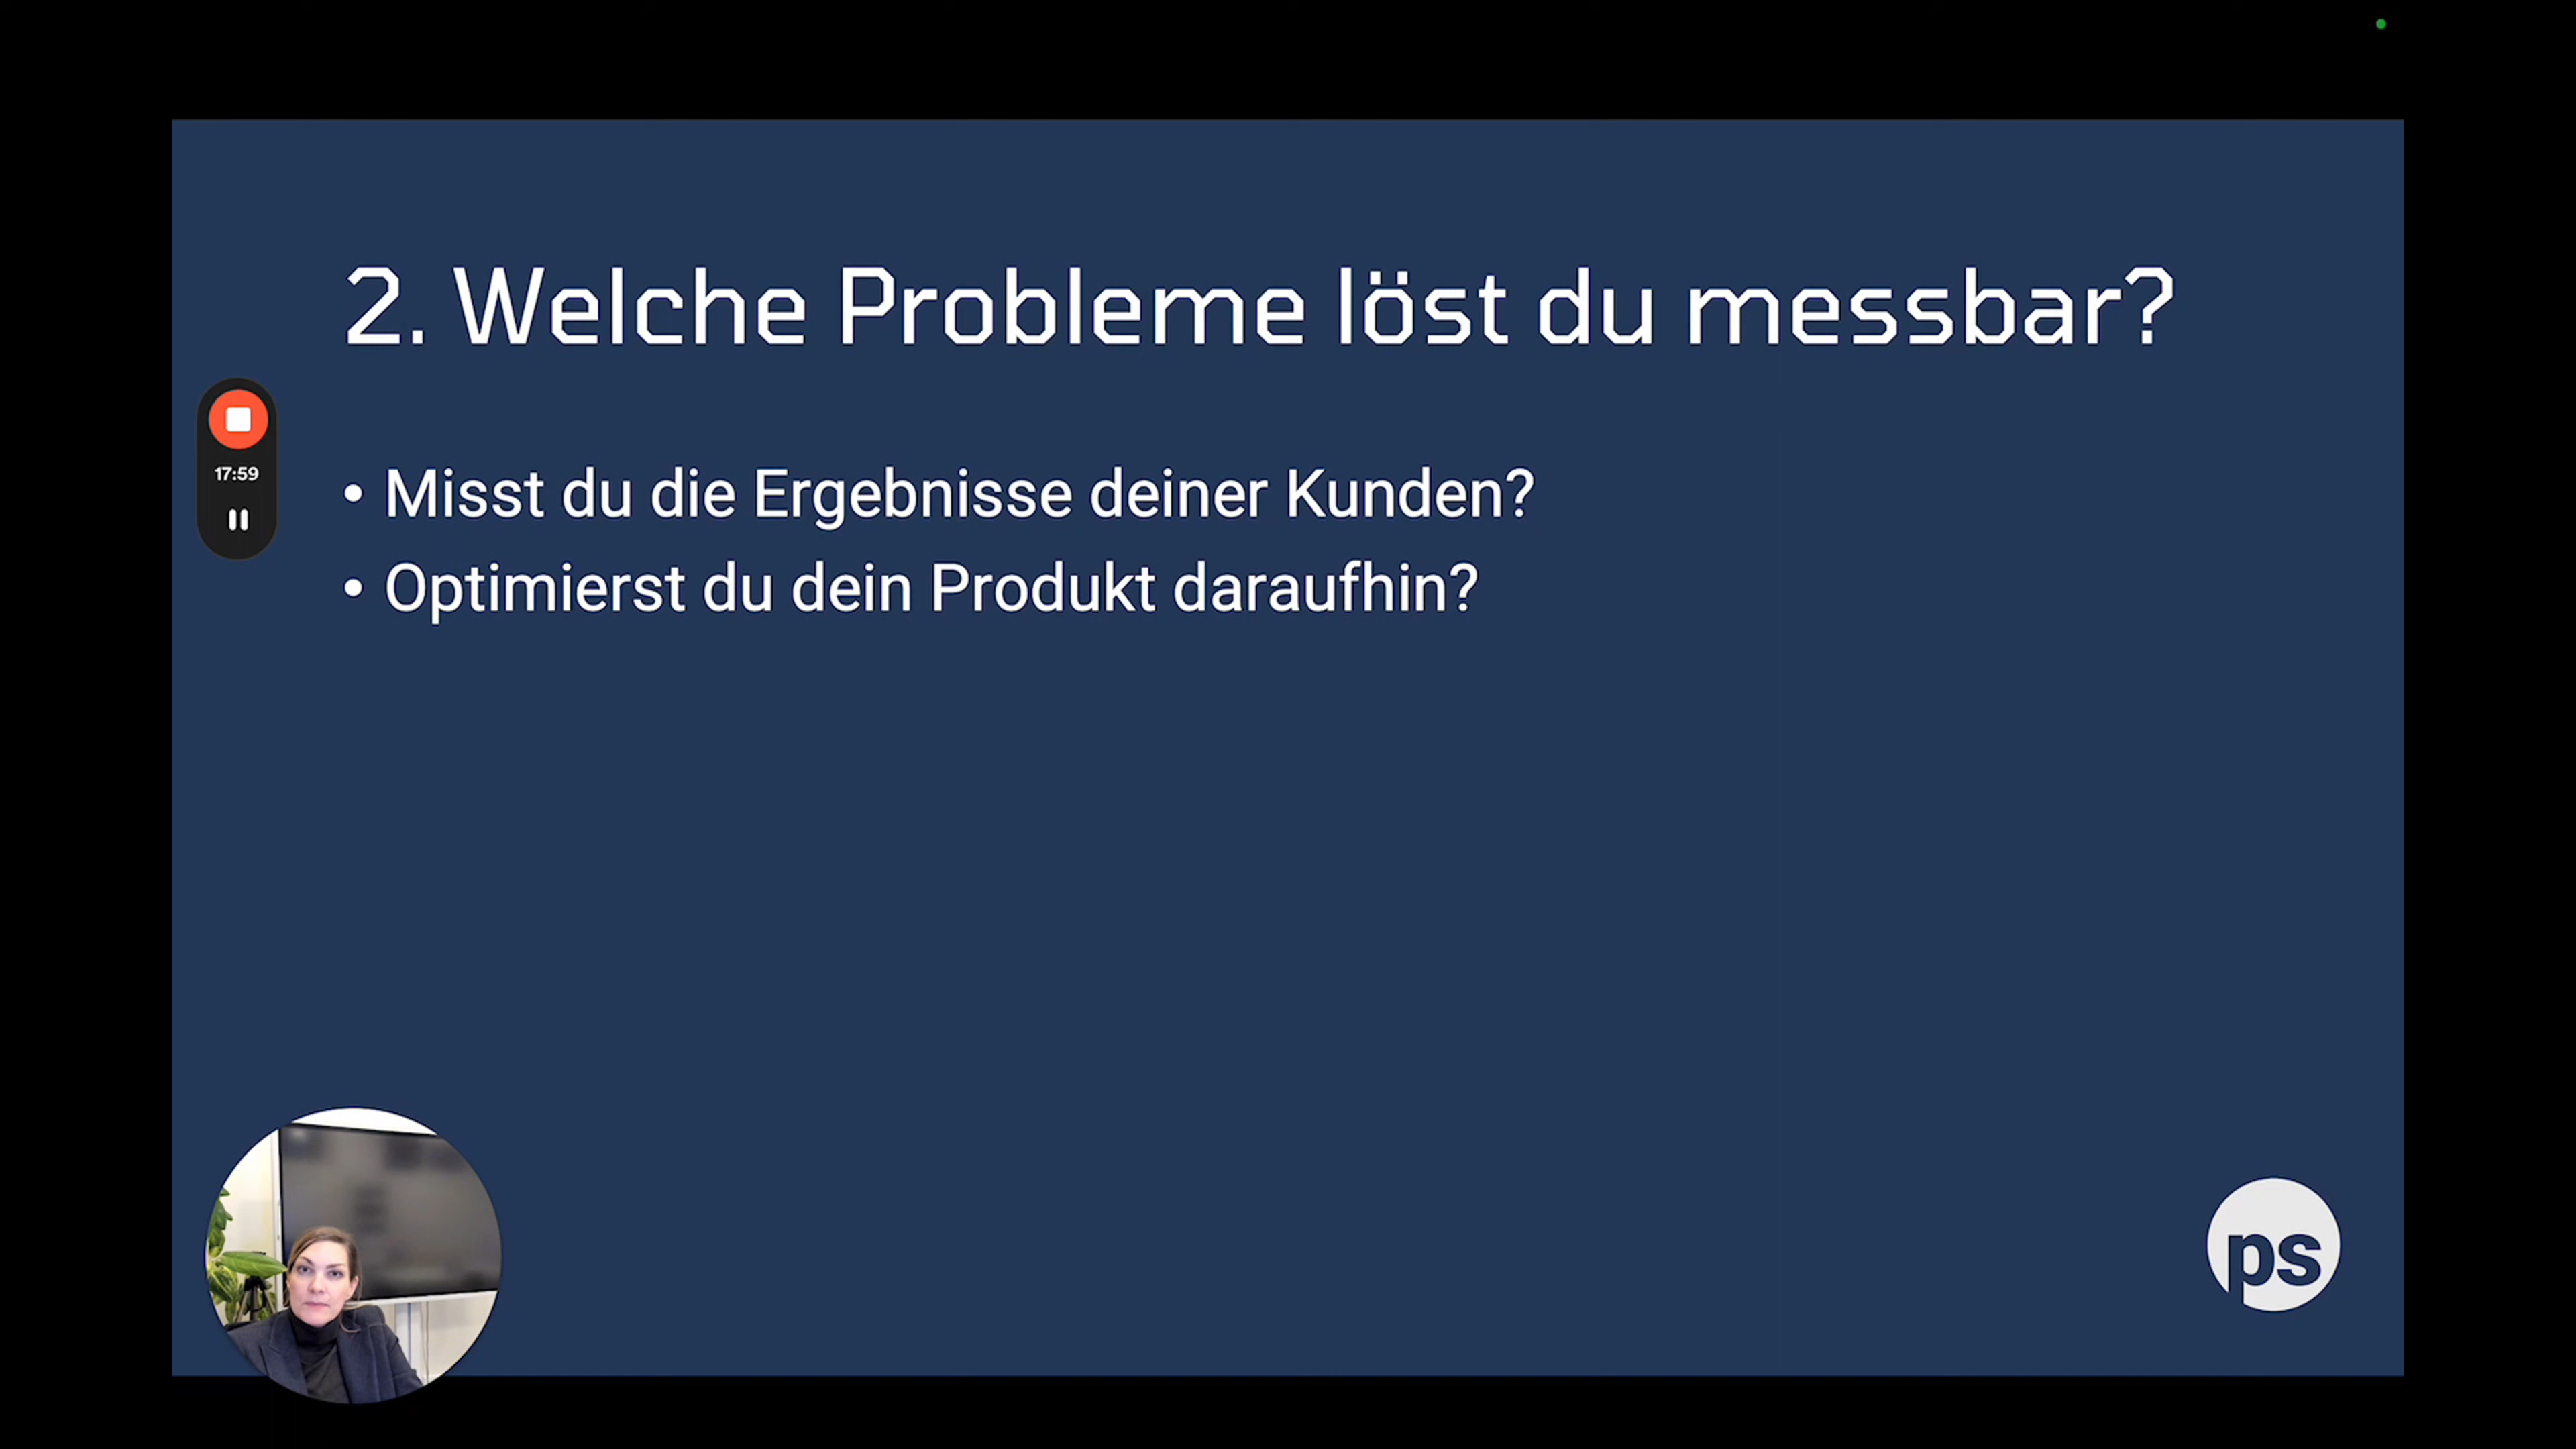 2. Welche Probleme löst du messbar?
17:59
• Misst du die Ergebnisse deiner Kunden?
• Optimierst du dein Produkt daraufhin?
ps